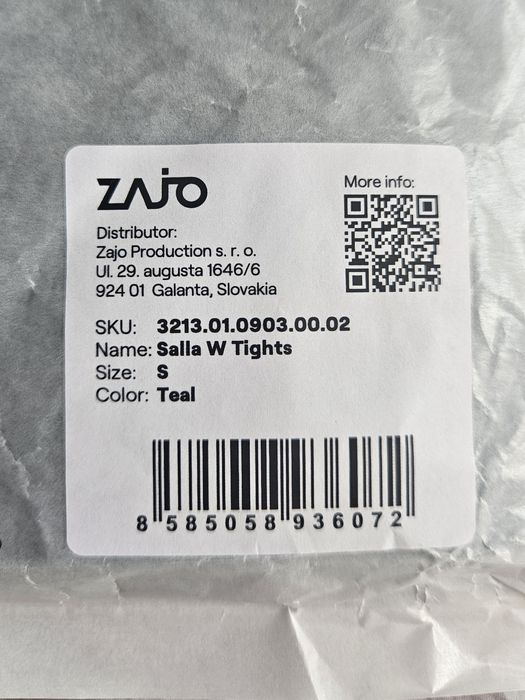 ZAJO
More info:
Distributor:
Zajo Production s. r. o.
Ul. 29. augusta 1646/6
924 01 Galanta, Slovakia
SKU: 3213.01.0903.00.02
Name: Salla W Tights
Size: S
Color: Teal
8 585058 936072